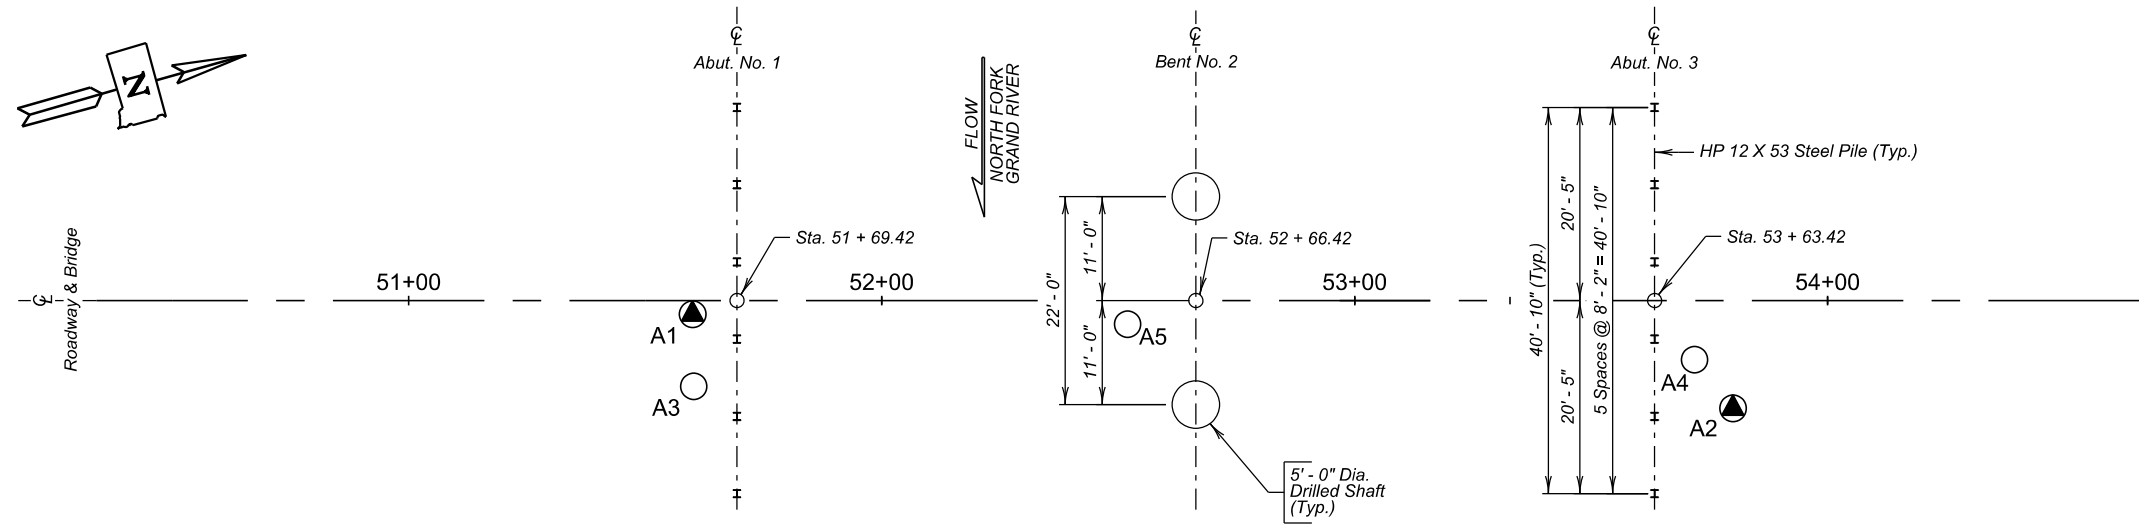 N
℄
Abut. No. 1
℄
Bent No. 2
℄
Abut. No. 3
FLOW
NORTH FORK
GRAND RIVER
HP 12 X 53 Steel Pile (Typ.)
Sta. 51 + 69.42
Sta. 52 + 66.42
Sta. 53 + 63.42
℄
Roadway & Bridge
51+00
52+00
53+00
54+00
22' - 0"
11' - 0"
11' - 0"
40' - 10" (Typ.)
20' - 5"
20' - 5"
5 Spaces @ 8' - 2" = 40' - 10"
A1
A3
A5
A4
A2
5' - 0" Dia.
Drilled Shaft
(Typ.)